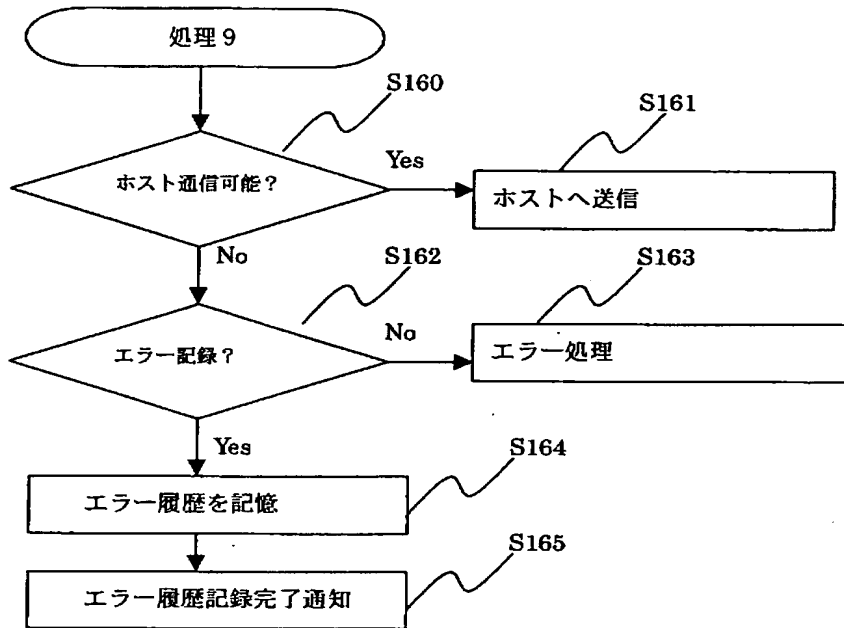 処理９
S160
S161
ホスト通信可能？
Yes
ホストへ送信
No
S162
S163
エラー記録？
No
エラー処理
Yes
S164
エラー履歴を記憶
S165
エラー履歴記録完了通知